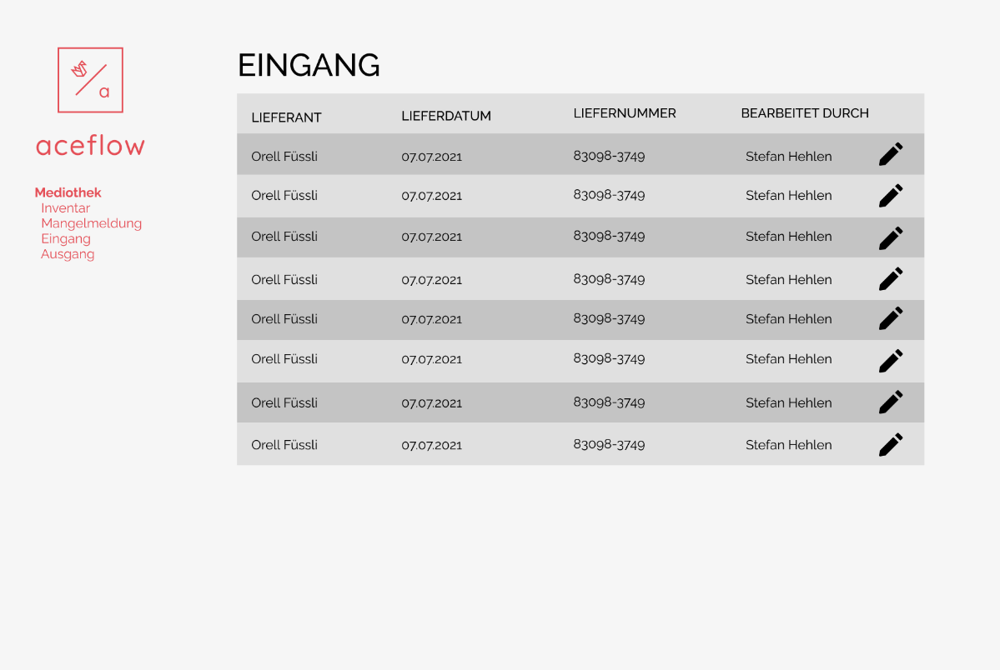 a
aceflow
Mediothek
Inventar
Mangelmeldung
Eingang
Ausgang
EINGANG
LIEFERANT LIEFERDATUM LIEFERNUMMER BEARBEITET DURCH
Orell Füssli 07.07.2021 83098-3749 Stefan Hehlen
Orell Füssli 07.07.2021 83098-3749 Stefan Hehlen
Orell Füssli 07.07.2021 83098-3749 Stefan Hehlen
Orell Füssli 07.07.2021 83098-3749 Stefan Hehlen
Orell Füssli 07.07.2021 83098-3749 Stefan Hehlen
Orell Füssli 07.07.2021 83098-3749 Stefan Hehlen
Orell Füssli 07.07.2021 83098-3749 Stefan Hehlen
Orell Füssli 07.07.2021 83098-3749 Stefan Hehlen